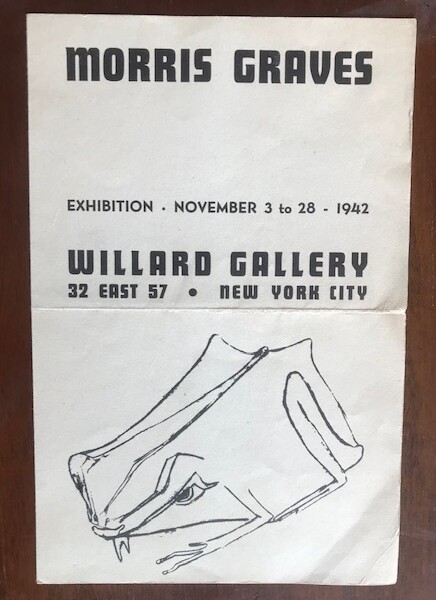 MORRIS GRAVES
EXHIBITION · NOVEMBER 3 to 28 - 1942
WILLARD GALLERY
32 EAST 57 • NEW YORK CITY